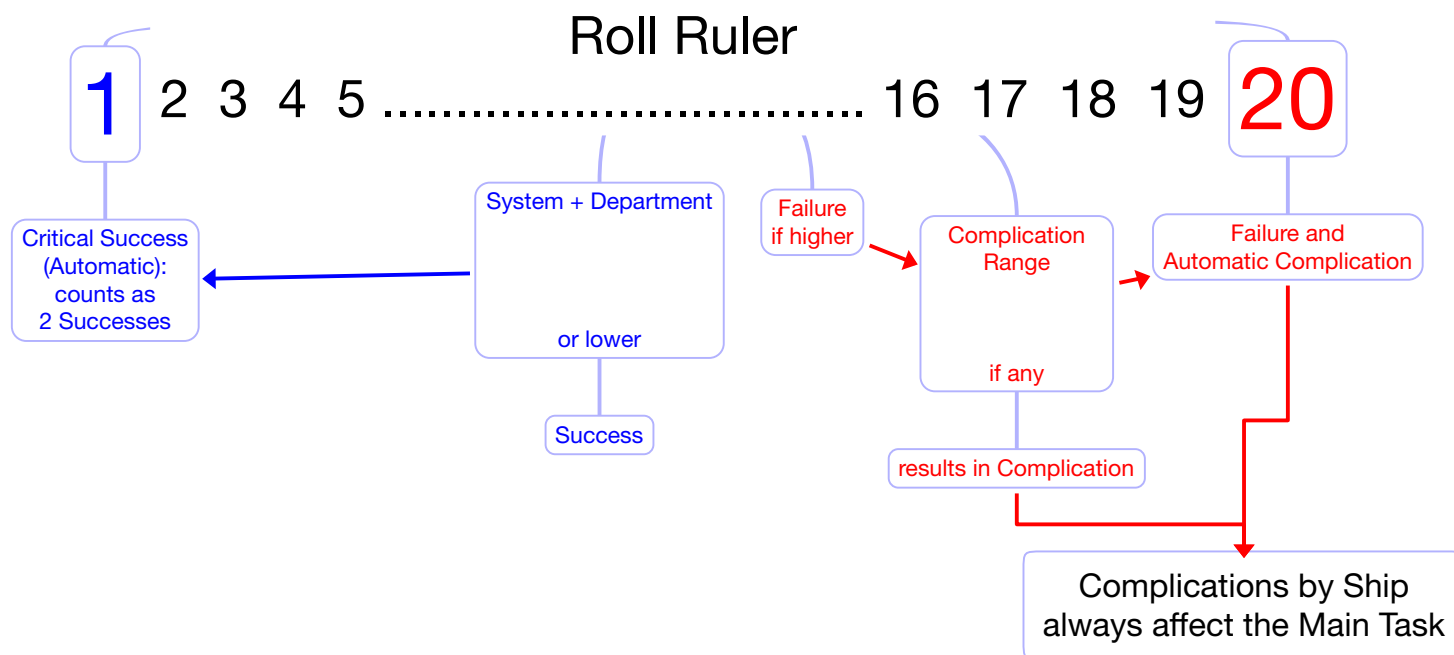 Roll Ruler
1 2 3 4 5 ................................. 16 17 18 19 20
Critical Success
(Automatic):
counts as
2 Successes
System + Department
or lower
Success
Failure
if higher
Complication
Range
if any
results in Complication
Failure and
Automatic Complication
Complications by Ship
always affect the Main Task